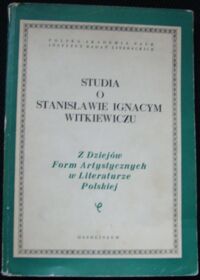 POLSKA AKADEMIA NAUK
INSTYTUT BADAŃ LITERACKICH
STUDIA
O
STANISŁAWIE IGNACYM
WITKIEWICZU
Z Dziejów
Form Artystycznych
w Literaturze
Polskiej
OSSOLINEUM